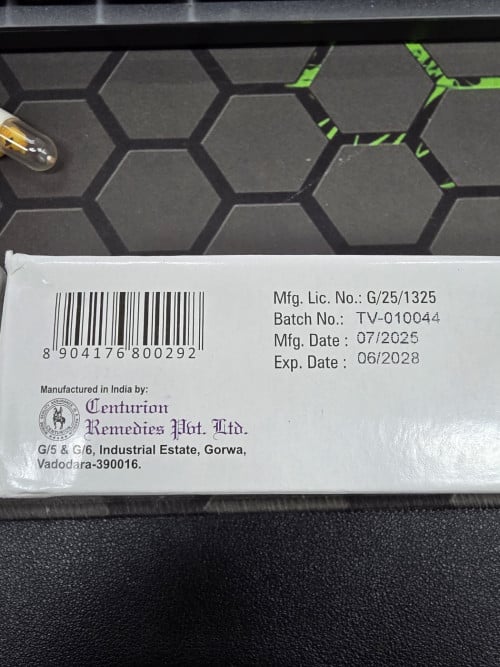 8 904176 800292
Mfg. Lic. No.: G/25/1325
Batch No.: TV-010044
Mfg. Date : 07/2025
Exp. Date : 06/2028
Manufactured in India by:
Centurion
Remedies Pvt. Ltd.
G/5 & G/6, Industrial Estate, Gorwa,
Vadodara-390016.